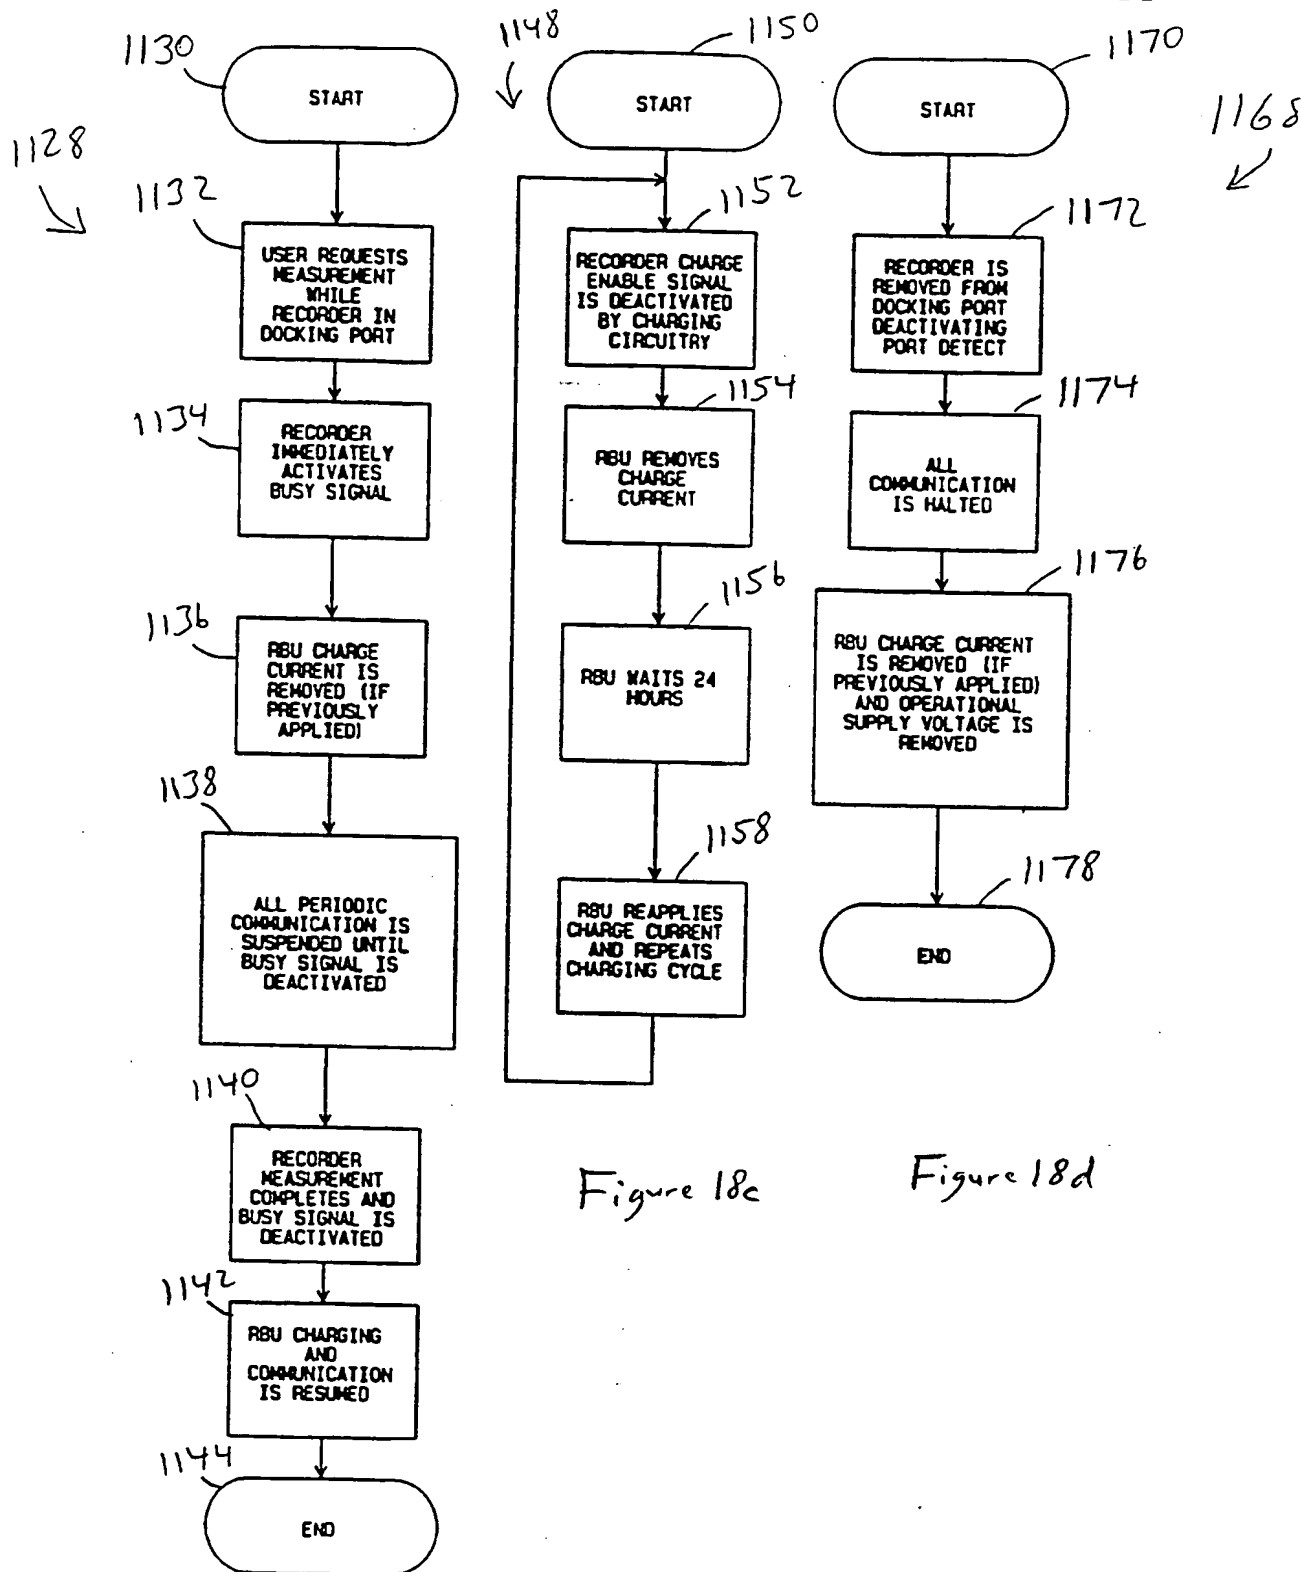 1128
1130
START
1132
USER REQUESTS
MEASUREMENT
WHILE
RECORDER IN
DOCKING PORT
1134
RECORDER
IMMEDIATELY
ACTIVATES
BUSY SIGNAL
1136
RBU CHARGE
CURRENT IS
REMOVED (IF
PREVIOUSLY
APPLIED)
1138
ALL PERIODIC
COMMUNICATION IS
SUSPENDED UNTIL
BUSY SIGNAL IS
DEACTIVATED
1140
RECORDER
MEASUREMENT
COMPLETES AND
BUSY SIGNAL IS
DEACTIVATED
1142
RBU CHARGING
AND
COMMUNICATION
IS RESUMED
1144
END
1148
1150
START
1152
RECORDER CHARGE
ENABLE SIGNAL
IS DEACTIVATED
BY CHARGING
CIRCUITRY
1154
RBU REMOVES
CHARGE
CURRENT
1156
RBU WAITS 24
HOURS
1158
RBU REAPPLIES
CHARGE CURRENT
AND REPEATS
CHARGING CYCLE
Figure 18c
1168
1170
START
1172
RECORDER IS
REMOVED FROM
DOCKING PORT
DEACTIVATING
PORT DETECT
1174
ALL
COMMUNICATION
IS HALTED
1176
RBU CHARGE CURRENT
IS REMOVED (IF
PREVIOUSLY APPLIED)
AND OPERATIONAL
SUPPLY VOLTAGE IS
REMOVED
1178
END
Figure 18d